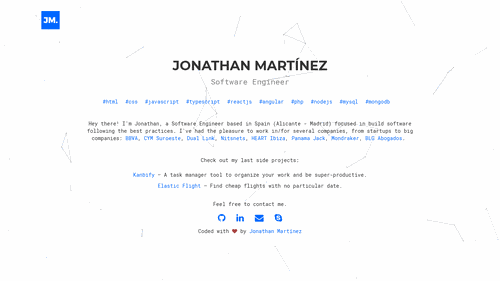 JM.
JONATHAN MARTÍNEZ
Software Engineer
#html #css #javascript #typescript #reactjs #angular #php #nodejs #mysql #mongodb
Hey there! I'm Jonathan, a Software Engineer based in Spain (Alicante - Madrid) focused in build software
following the best practices. I've had the pleasure to work in/for several companies, from startups to big
companies: BBVA, CYM Suroeste, Dual Link, Nitsnets, HEART Ibiza, Panama Jack, Mondraker, BLG Abogados.
Check out my last side projects:
Kanbify - A task manager tool to organize your work and be super-productive.
Elastic Flight - Find cheap flights with no particular date.
Feel free to contact me.
Coded with ♥ by Jonathan Martínez